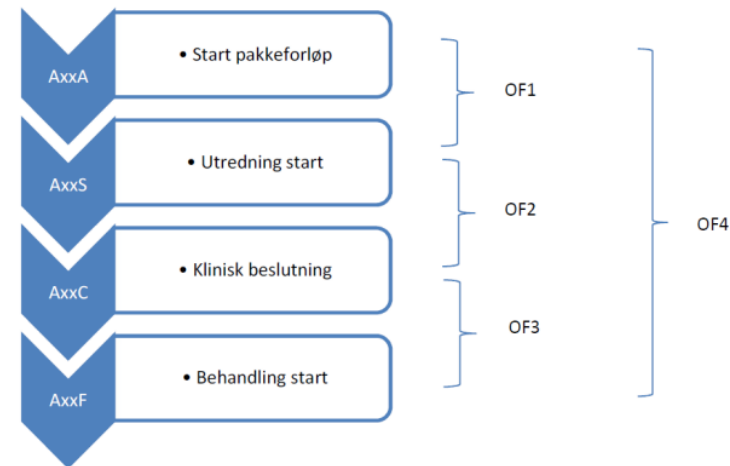 AxxA
• Start pakkeforløp
OF1
AxxS
• Utredning start
OF2
OF4
AxxC
• Klinisk beslutning
OF3
AxxF
• Behandling start